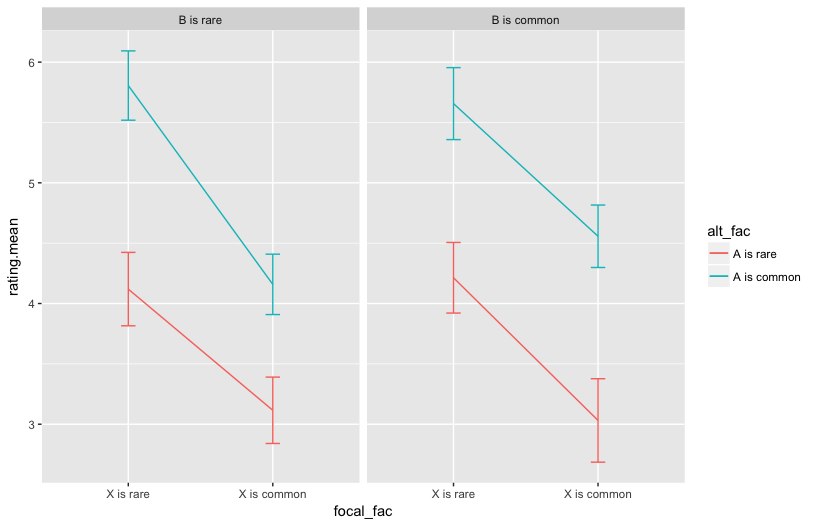 B is rare
B is common
rating.mean
6
5
4
3
X is rare
X is common
X is rare
X is common
focal_fac
alt_fac
A is rare
A is common